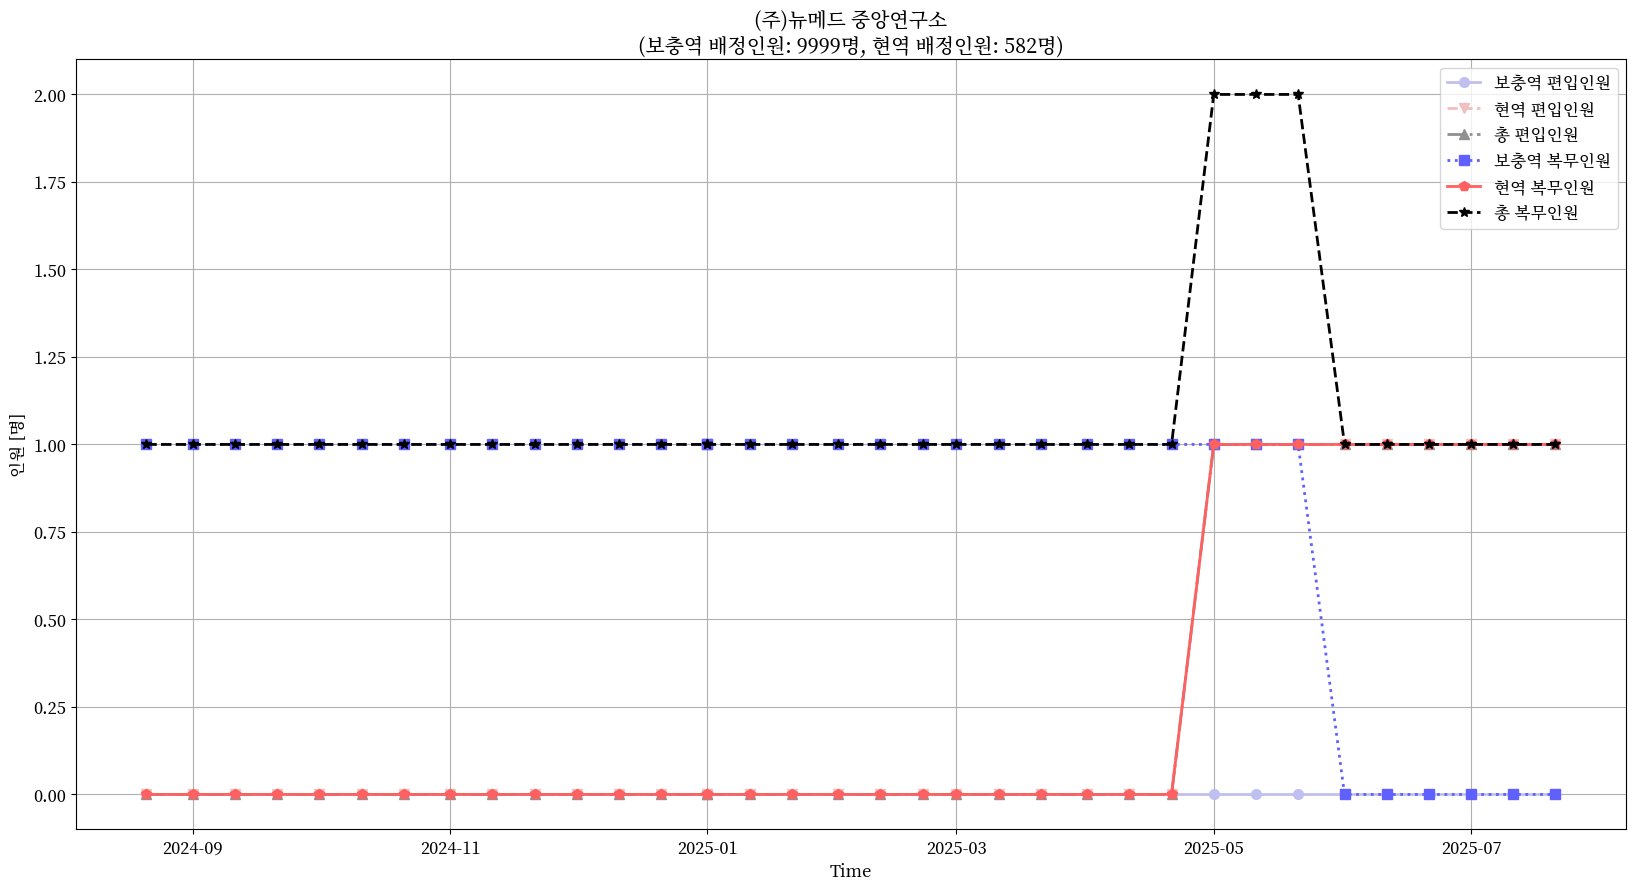 (주)뉴메드 중앙연구소
(보충역 배정인원: 9999명, 현역 배정인원: 582명)
보충역 편입인원
현역 편입인원
총 편입인원
보충역 복무인원
현역 복무인원
총 복무인원
2.00
1.75
1.50
1.25
1.00
0.75
0.50
0.25
0.00
인원 [명]
2024-09
2024-11
2025-01
2025-03
2025-05
2025-07
Time